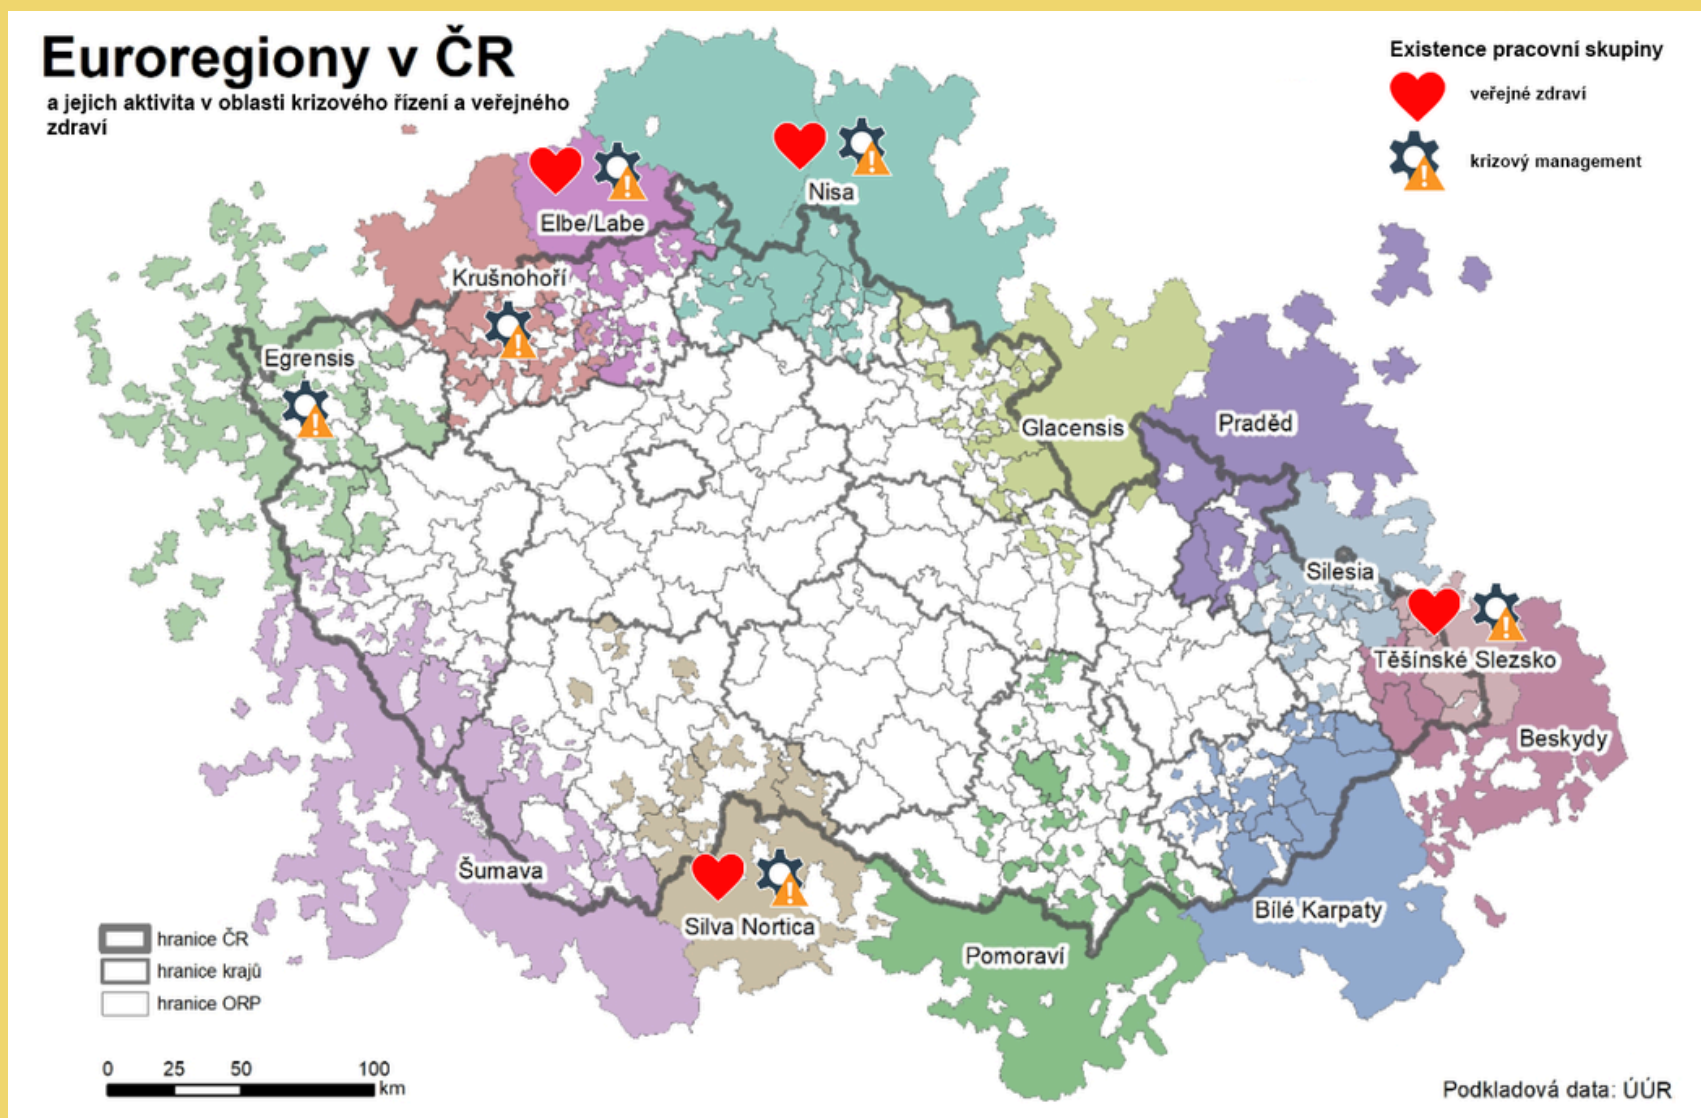 Euroregiony v ČR
a jejich aktivita v oblasti krizového řízení a veřejného
zdraví
Existence pracovní skupiny
veřejné zdraví
krizový management
Nisa
Elbe/Labe
Krušnohoří
Egrensis
Glacensis
Praděd
Silesia
Těšínské Slezsko
Beskydy
Šumava
Silva Nortica
Bílé Karpaty
Pomoraví
hranice ČR
hranice krajů
hranice ORP
0 25 50 100
km
Podkladová data: ÚÚR